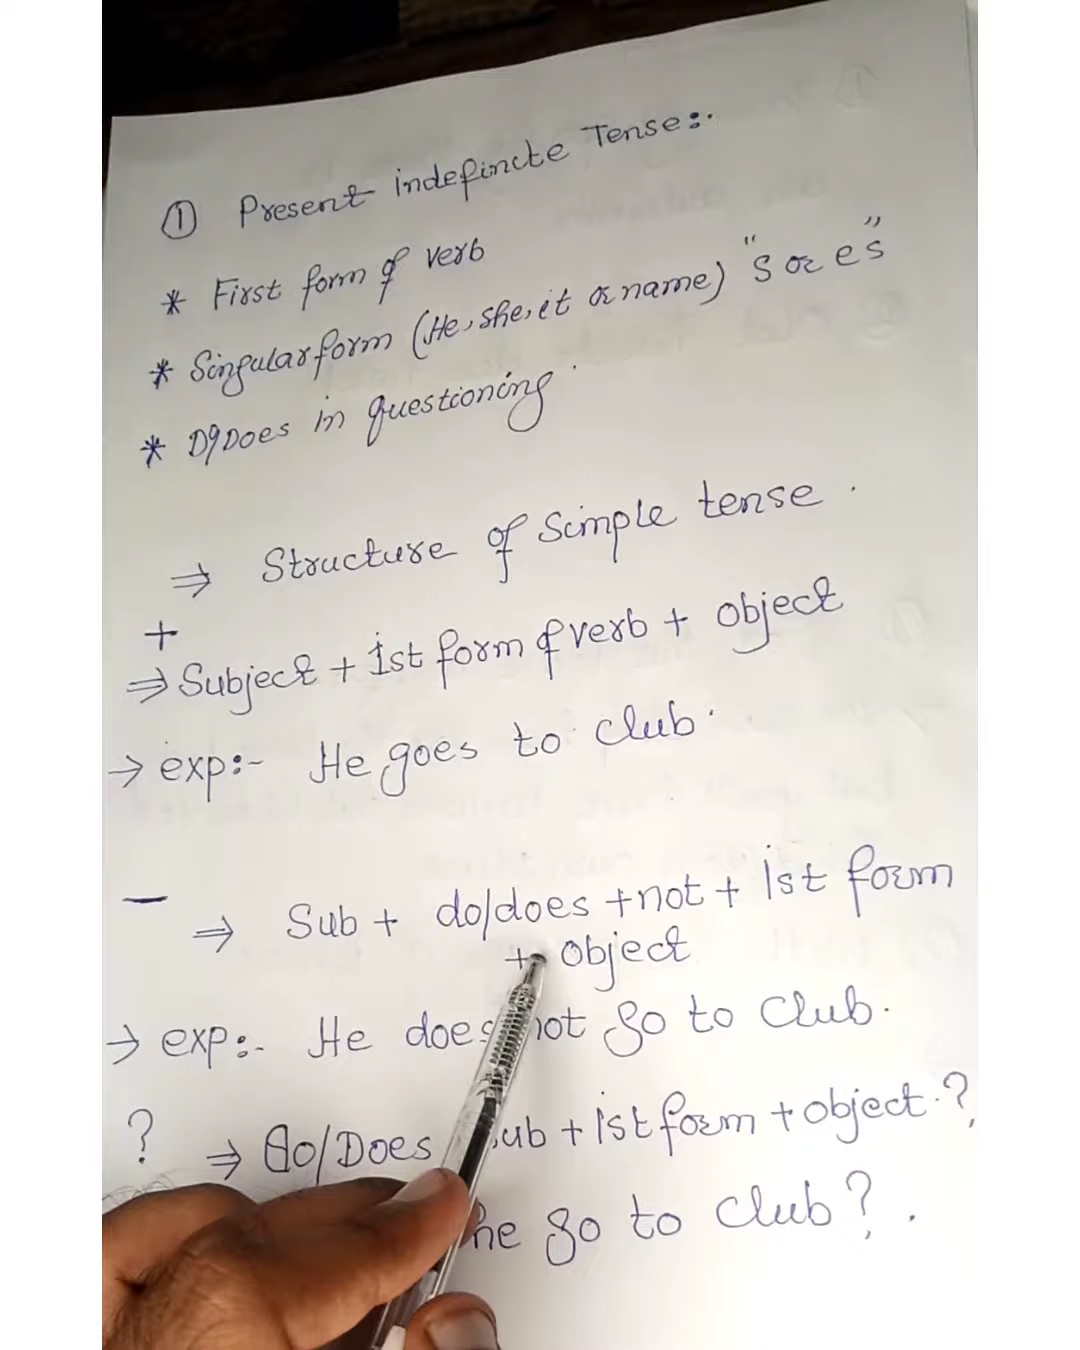 ① Present indefinite Tense:.
* First form of verb
* Singular form (He, she, it or name) "s or es"
* Do/Does in questioning.
⇒ Structure of Simple tense.
+
⇒ Subject + 1st form of verb + object
→ exp:- He goes to club.
—
⇒ Sub + do/does + not + 1st form
+ object
→ exp:- He does not go to club.
? ⇒ Do/Does sub + 1st form + object.?
he go to club?.